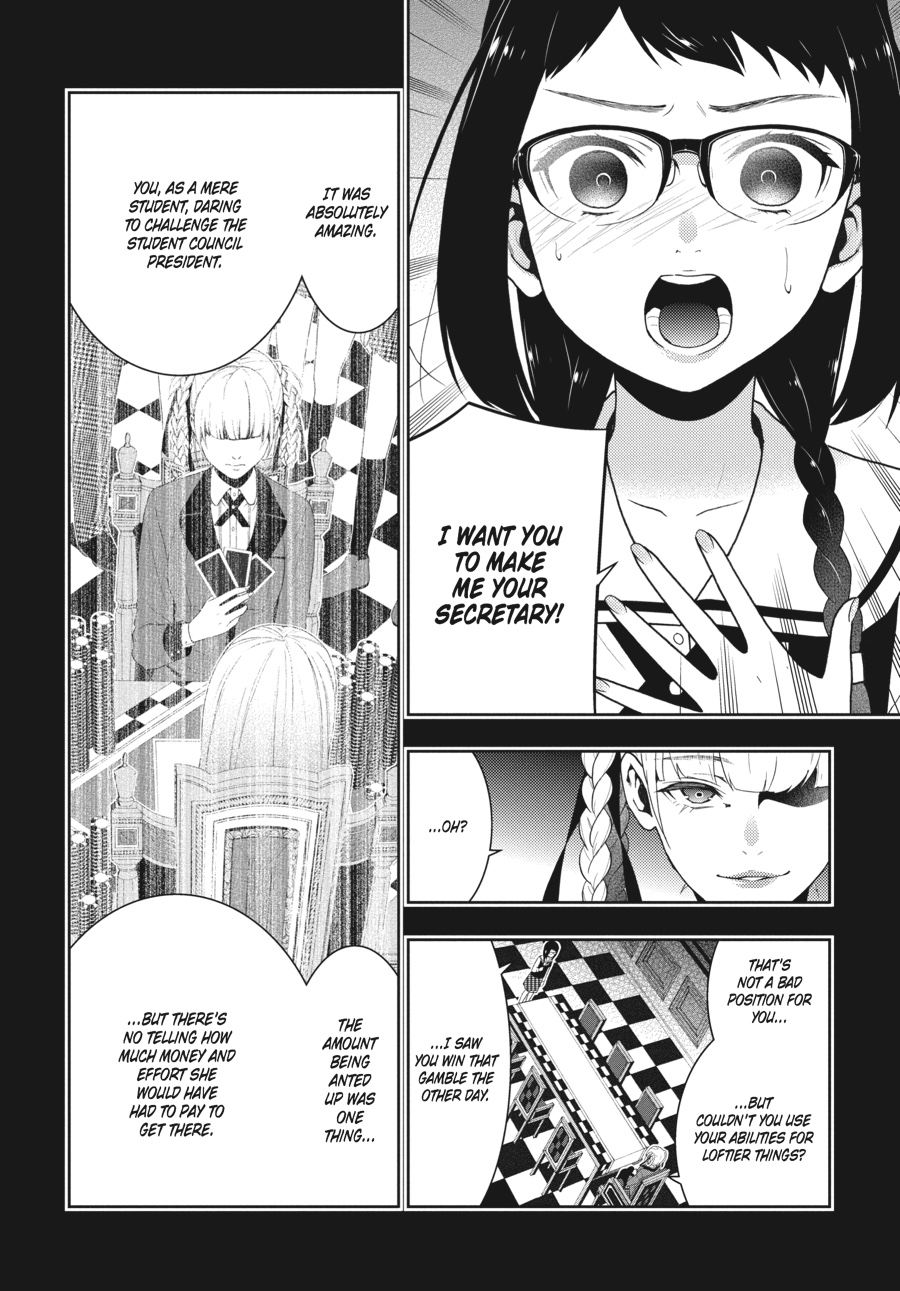 I WANT YOU
TO MAKE
ME YOUR
SECRETARY!
...OH?
THAT'S
NOT A BAD
POSITION FOR
YOU...
...BUT
COULDN'T YOU USE
YOUR ABILITIES FOR
LOFTIER THINGS?
...I SAW
YOU WIN THAT
GAMBLE THE
OTHER DAY.
IT WAS
ABSOLUTELY
AMAZING.
YOU, AS A MERE
STUDENT, DARING
TO CHALLENGE THE
STUDENT COUNCIL
PRESIDENT.
THE
AMOUNT
BEING
ANTED
UP WAS
ONE
THING...
...BUT THERE'S
NO TELLING HOW
MUCH MONEY AND
EFFORT SHE
WOULD HAVE
HAD TO PAY TO
GET THERE.